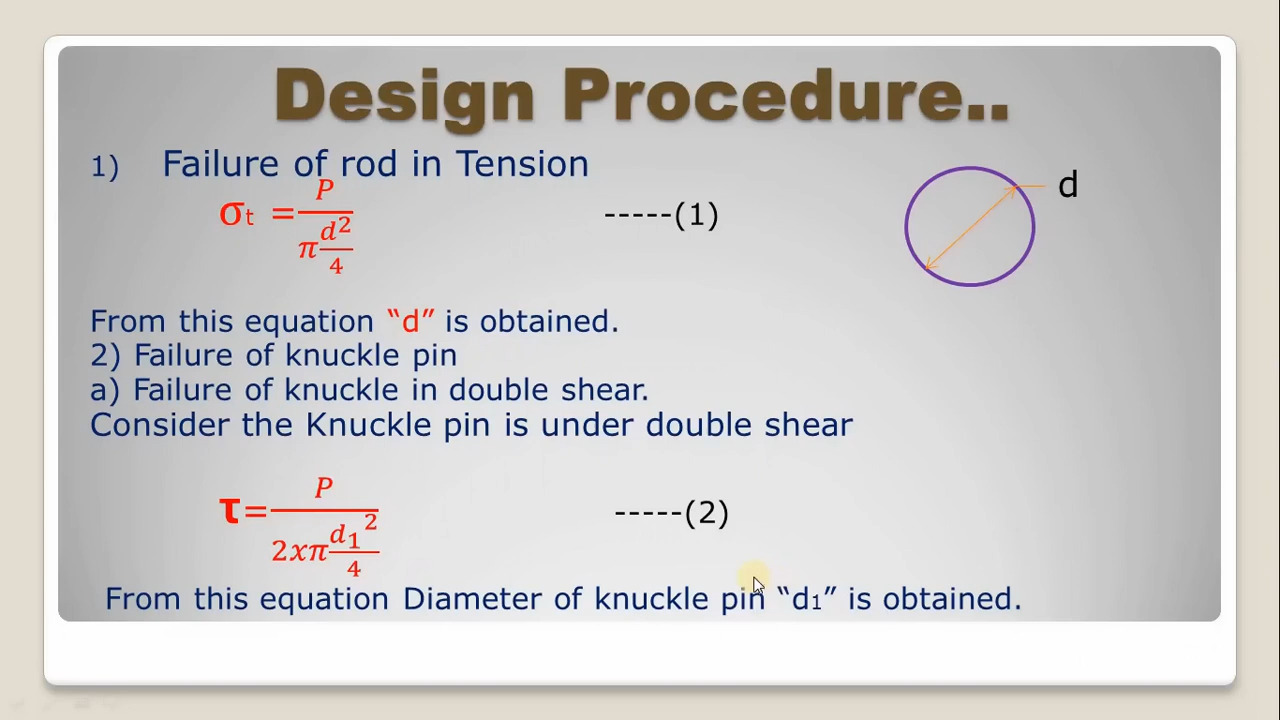 Design Procedure..
1) Failure of rod in Tension
d
σt = P / π d²/4 -----(1)
From this equation “d” is obtained.
2) Failure of knuckle pin
a) Failure of knuckle in double shear.
Consider the Knuckle pin is under double shear
τ= P / 2xπ d₁²/4 -----(2)
From this equation Diameter of knuckle pin “d1” is obtained.